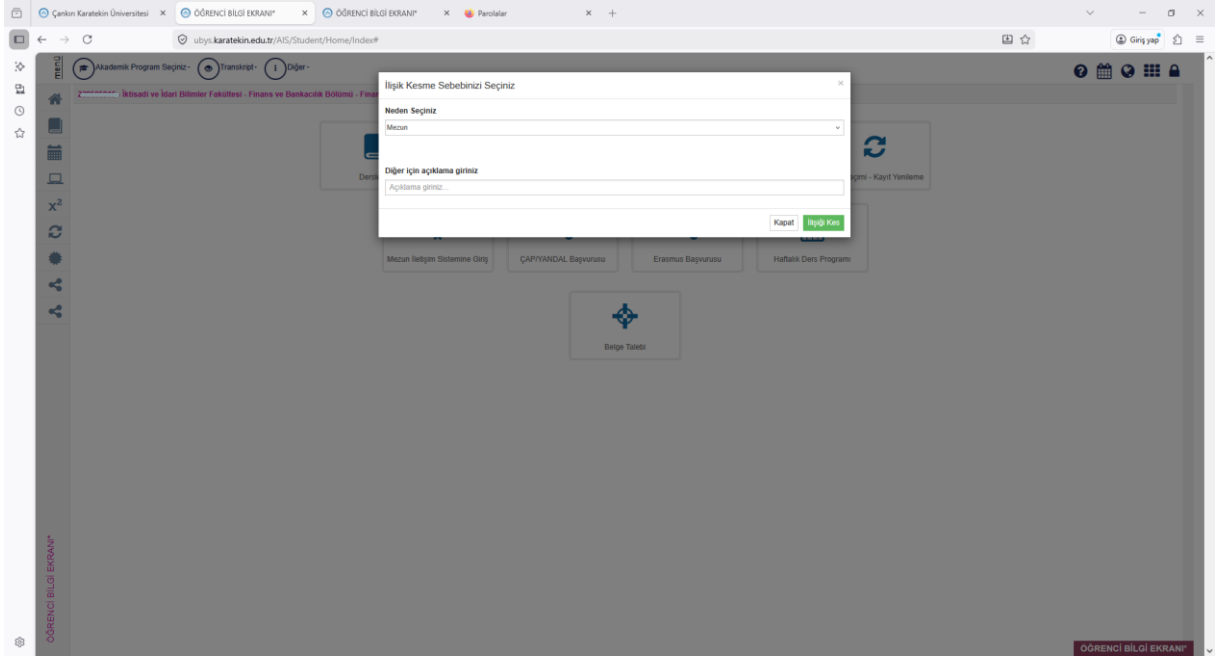 Çankırı Karatekin Üniversitesi
ÖĞRENCİ BİLGİ EKRANI*
ÖĞRENCİ BİLGİ EKRANI*
Parolalar
ubys.karatekin.edu.tr/AIS/Student/Home/Index#
Giriş yap
menü
Akademik Program Seçiniz-
Transkript-
Diğer-
- İktisadi ve İdari Bilimler Fakültesi - Finans ve Bankacılık Bölümü - Finan
İlişik Kesme Sebebinizi Seçiniz
Neden Seçiniz
Mezun
Diğer için açıklama giriniz
Açıklama giriniz...
Kapat
İlişiği Kes
Dersle
- Kayıt Yenileme
Mezun İletişim Sistemine Giriş
ÇAP/YANDAL Başvurusu
Erasmus Başvurusu
Haftalık Ders Programı
Belge Talebi
x²
ÖĞRENCİ BİLGİ EKRANI*
ÖĞRENCİ BİLGİ EKRANI*